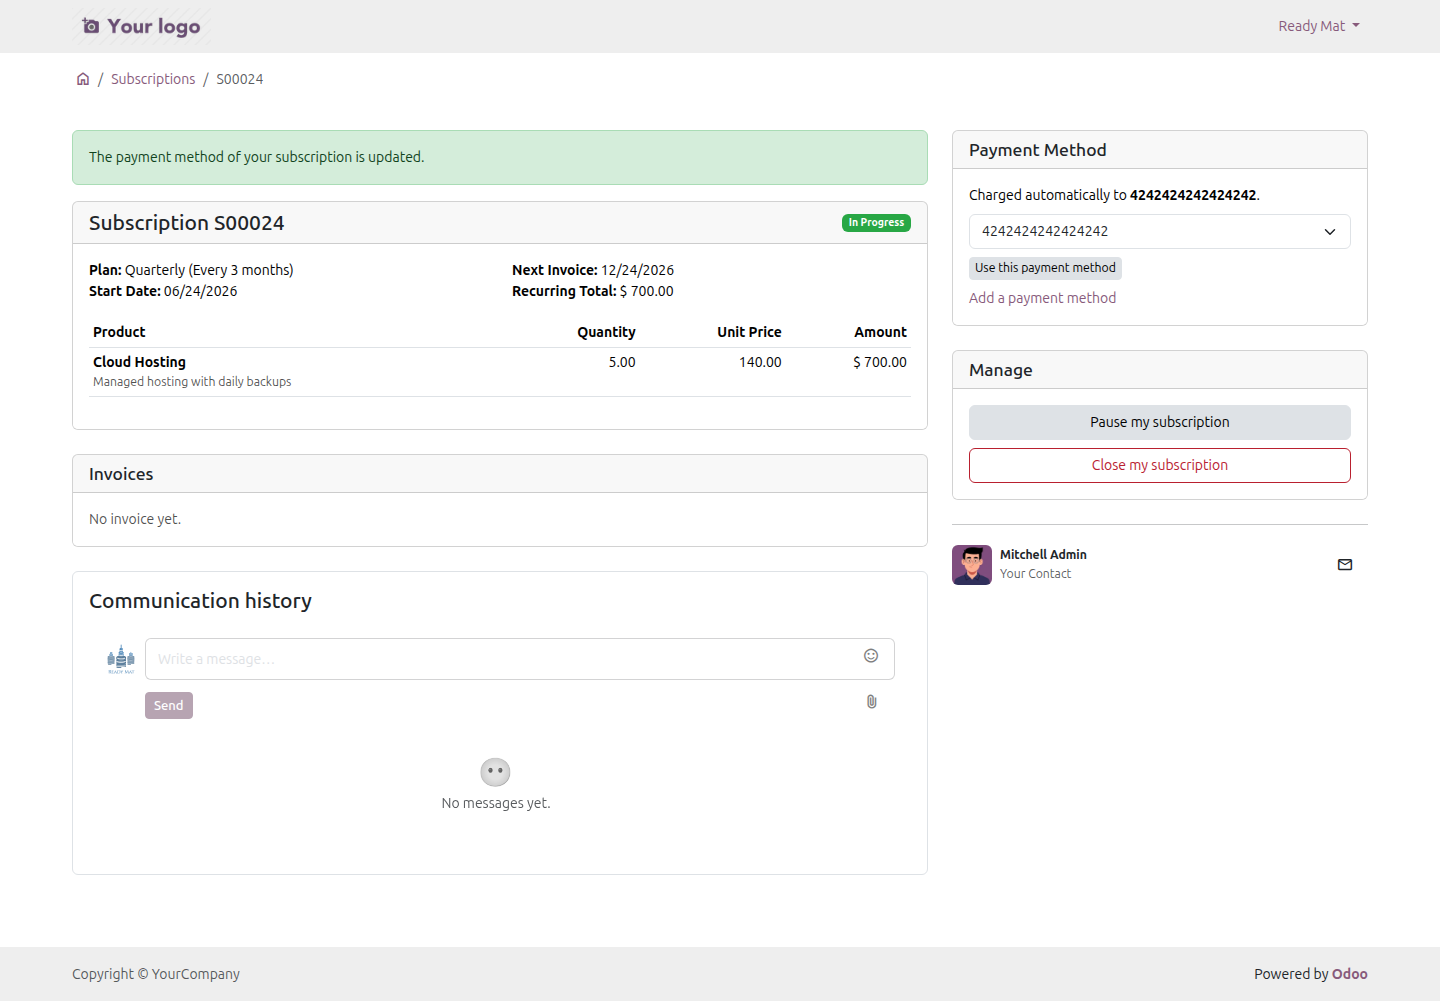 Your logo
Ready Mat
/ Subscriptions / S00024
The payment method of your subscription is updated.
Subscription S00024
In Progress
Plan: Quarterly (Every 3 months)
Start Date: 06/24/2026
Next Invoice: 12/24/2026
Recurring Total: $ 700.00
Product Quantity Unit Price Amount
Cloud Hosting 5.00 140.00 $ 700.00
Managed hosting with daily backups
Invoices
No invoice yet.
Communication history
READY MAT
Write a message...
Send
No messages yet.
Payment Method
Charged automatically to 4242424242424242.
4242424242424242
Use this payment method
Add a payment method
Manage
Pause my subscription
Close my subscription
Mitchell Admin
Your Contact
Copyright © YourCompany
Powered by Odoo